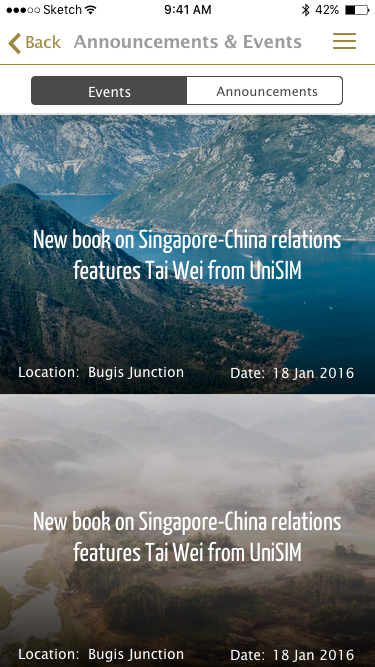 Sketch 9:41 AM 42%
Back Announcements & Events
Events Announcements
New book on Singapore-China relations
features Tai Wei from UniSIM
Location: Bugis Junction Date: 18 Jan 2016
New book on Singapore-China relations
features Tai Wei from UniSIM
Location: Bugis Junction Date: 18 Jan 2016